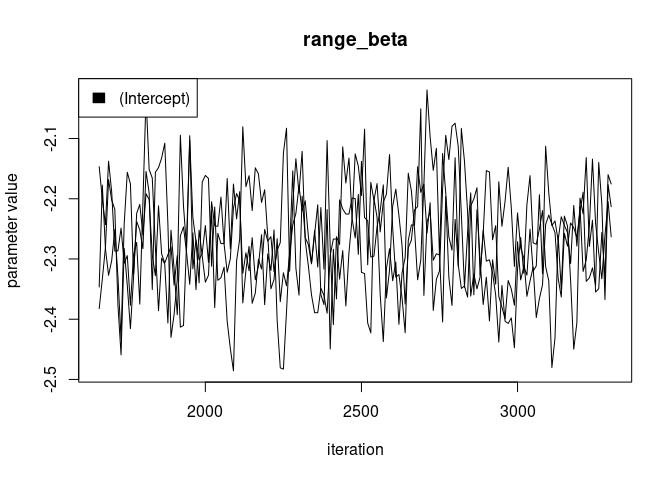 range_beta
(Intercept)
parameter value
-2.1
-2.2
-2.3
-2.4
-2.5
2000 2500 3000
iteration